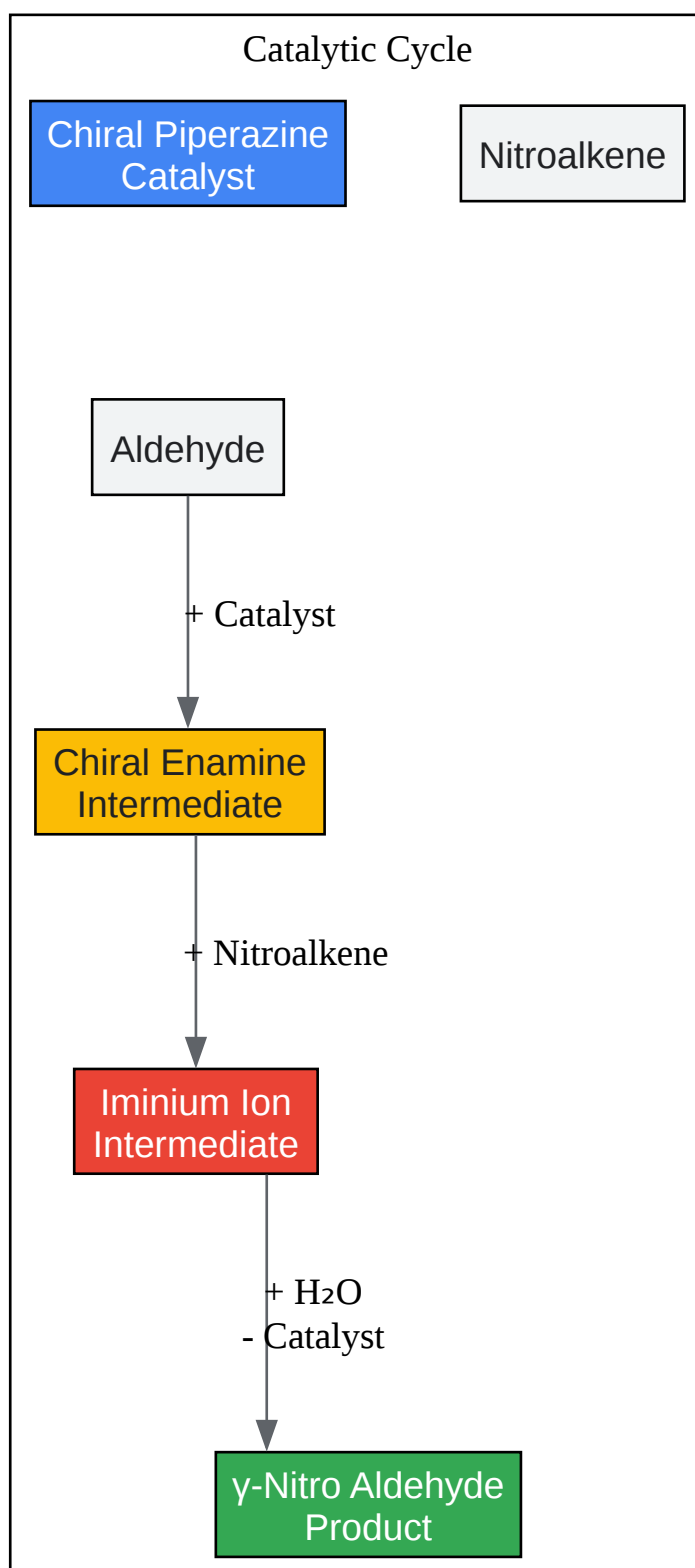 Catalytic Cycle
Chiral Piperazine
Catalyst
Nitroalkene
Aldehyde
+ Catalyst
Chiral Enamine
Intermediate
+ Nitroalkene
Iminium Ion
Intermediate
+ H₂O
- Catalyst
γ-Nitro Aldehyde
Product